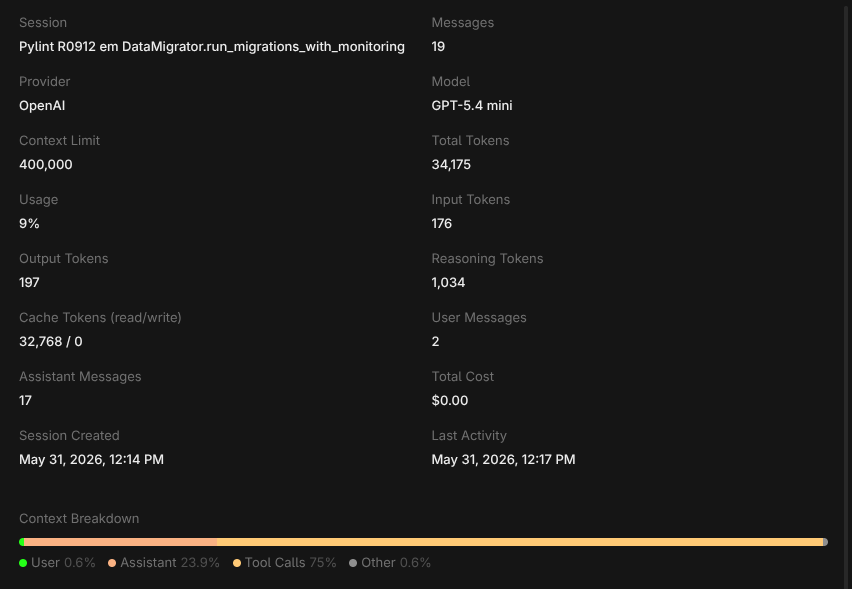 Session
Pylint R0912 em DataMigrator.run_migrations_with_monitoring
Messages
19
Provider
OpenAI
Model
GPT-5.4 mini
Context Limit
400,000
Total Tokens
34,175
Usage
9%
Input Tokens
176
Output Tokens
197
Reasoning Tokens
1,034
Cache Tokens (read/write)
32,768 / 0
User Messages
2
Assistant Messages
17
Total Cost
$0.00
Session Created
May 31, 2026, 12:14 PM
Last Activity
May 31, 2026, 12:17 PM
Context Breakdown
User 0.6% Assistant 23.9% Tool Calls 75% Other 0.6%